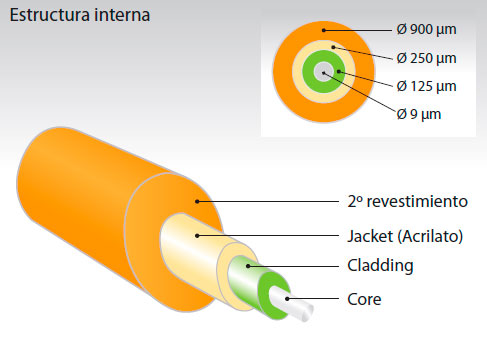 Estructura interna
Ø 900 µm
Ø 250 µm
Ø 125 µm
Ø 9 µm
2º revestimiento
Jacket (Acrilato)
Cladding
Core